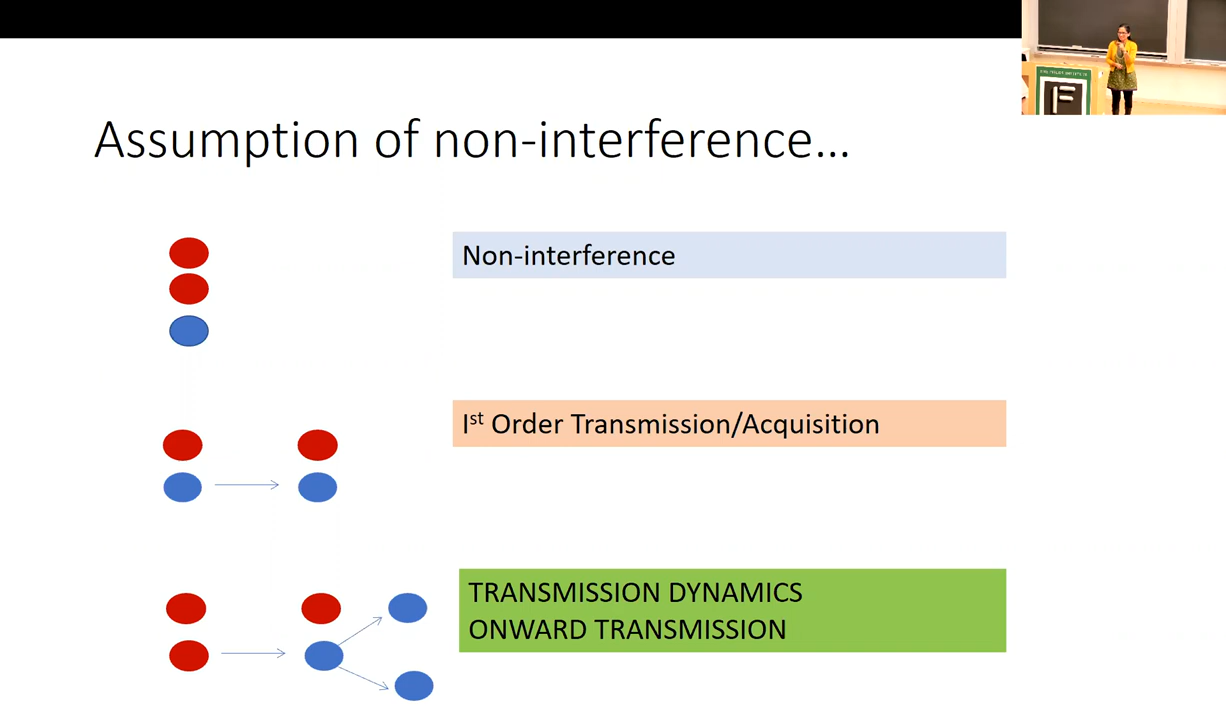 Assumption of non-interference...
Non-interference
Ist Order Transmission/Acquisition
TRANSMISSION DYNAMICS
ONWARD TRANSMISSION